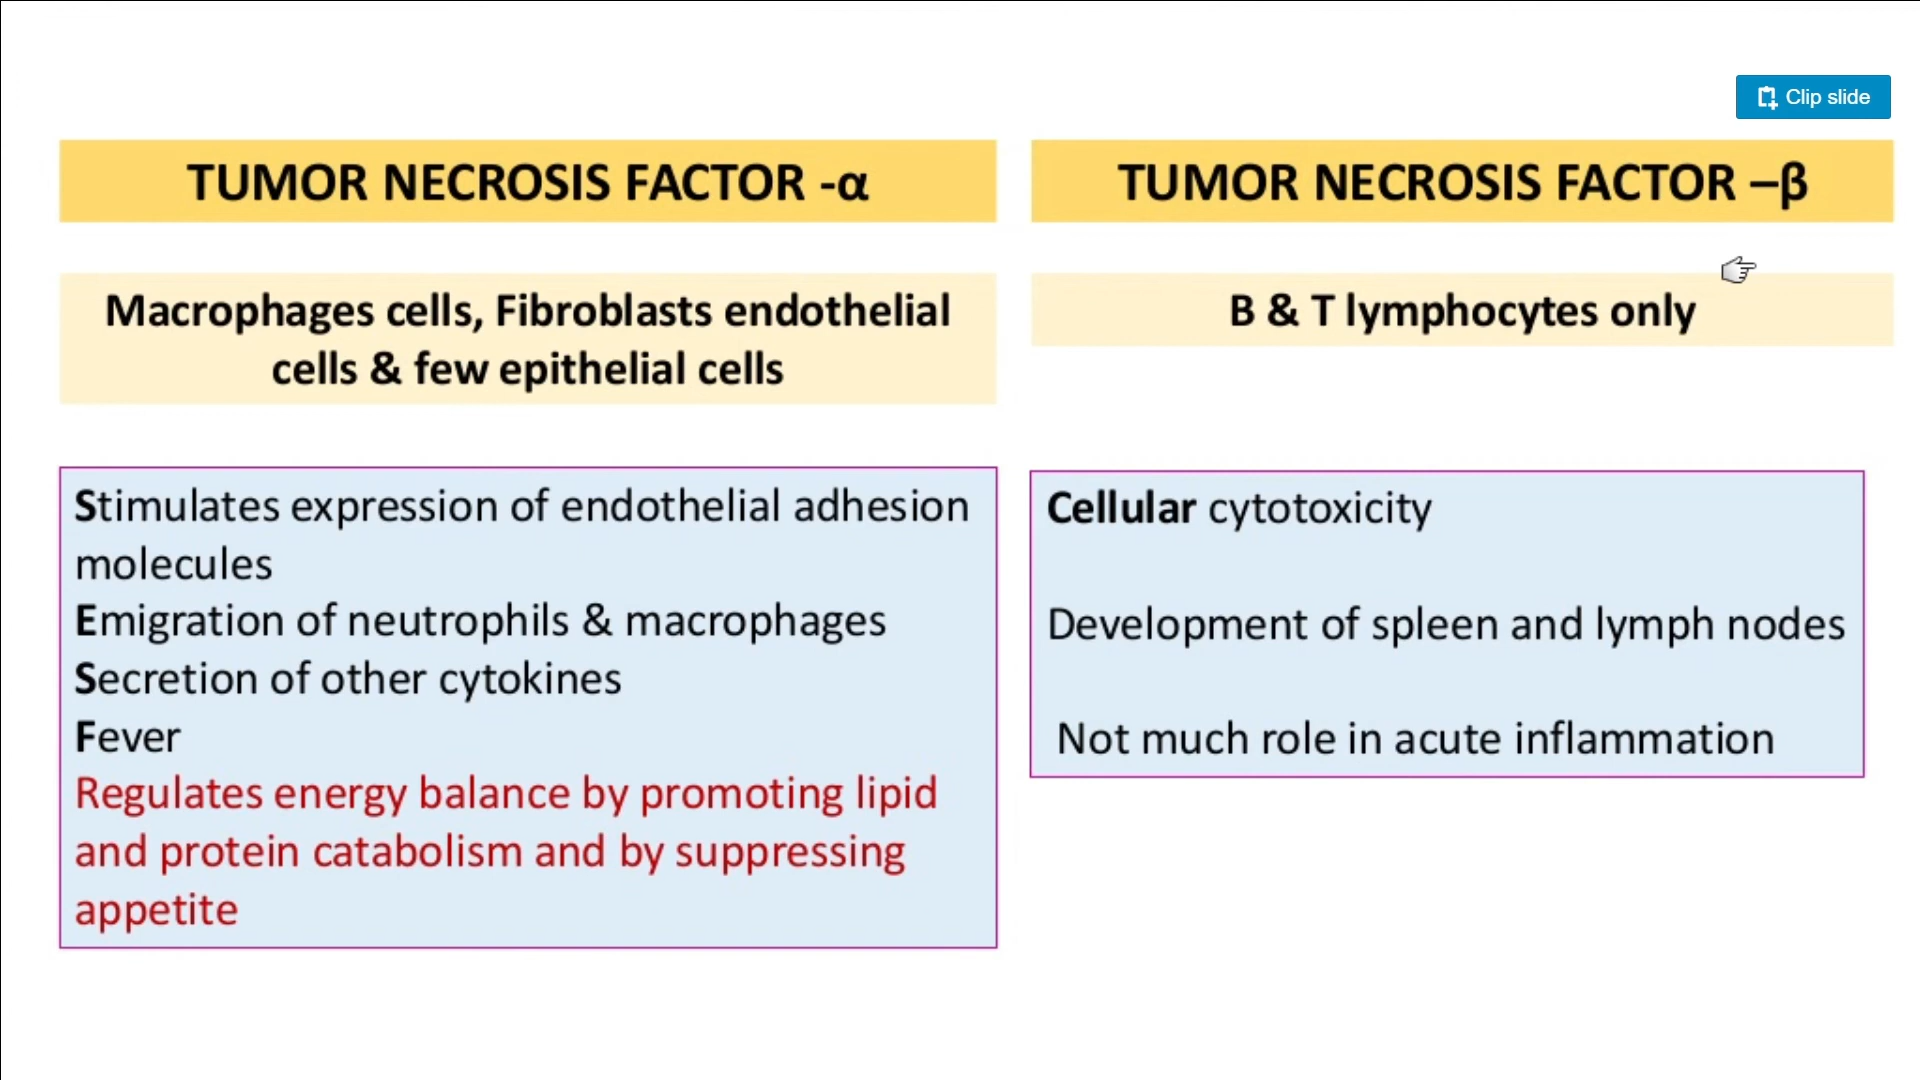 Clip slide
TUMOR NECROSIS FACTOR -α
Macrophages cells, Fibroblasts endothelial
cells & few epithelial cells
Stimulates expression of endothelial adhesion
molecules
Emigration of neutrophils & macrophages
Secretion of other cytokines
Fever
Regulates energy balance by promoting lipid
and protein catabolism and by suppressing
appetite
TUMOR NECROSIS FACTOR –β
B & T lymphocytes only
Cellular cytotoxicity
Development of spleen and lymph nodes
Not much role in acute inflammation